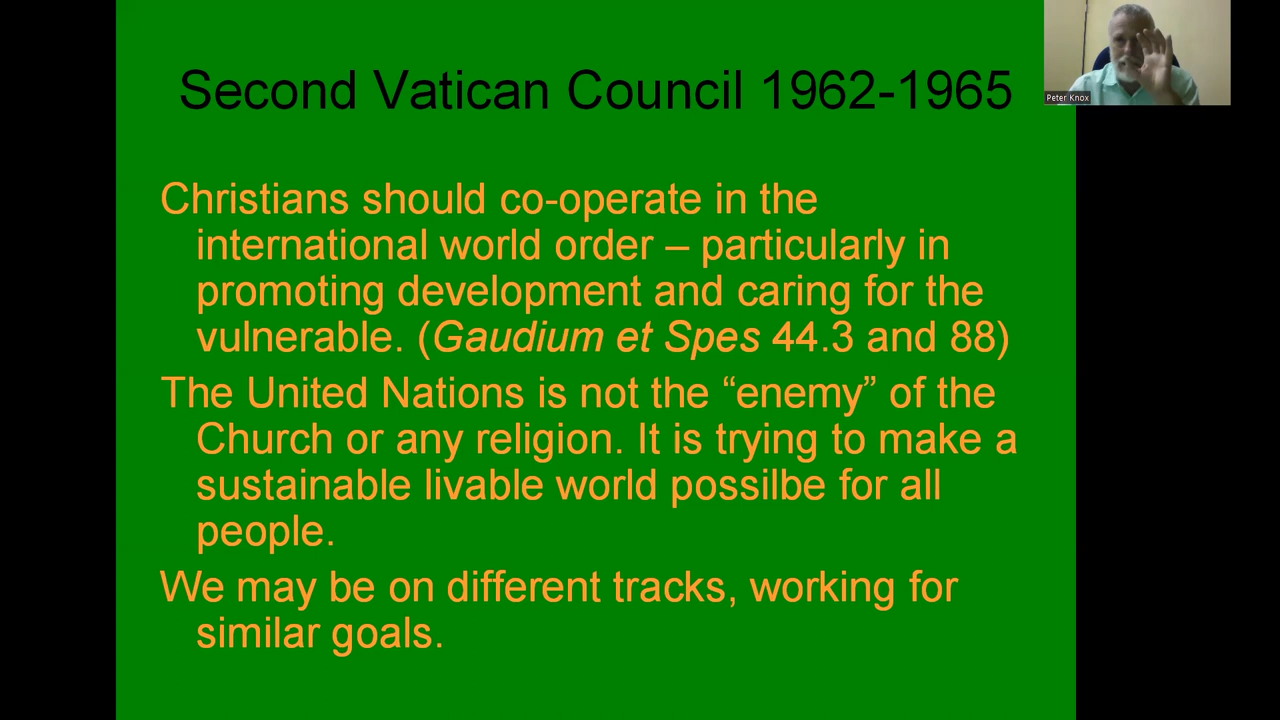 Second Vatican Council 1962-1965
Peter Knox
Christians should co-operate in the
international world order – particularly in
promoting development and caring for the
vulnerable. (Gaudium et Spes 44.3 and 88)
The United Nations is not the “enemy” of the
Church or any religion. It is trying to make a
sustainable livable world possilbe for all
people.
We may be on different tracks, working for
similar goals.